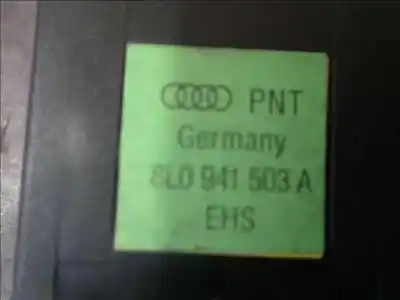 PNT
Germany
8L0 941 503 A
EHS